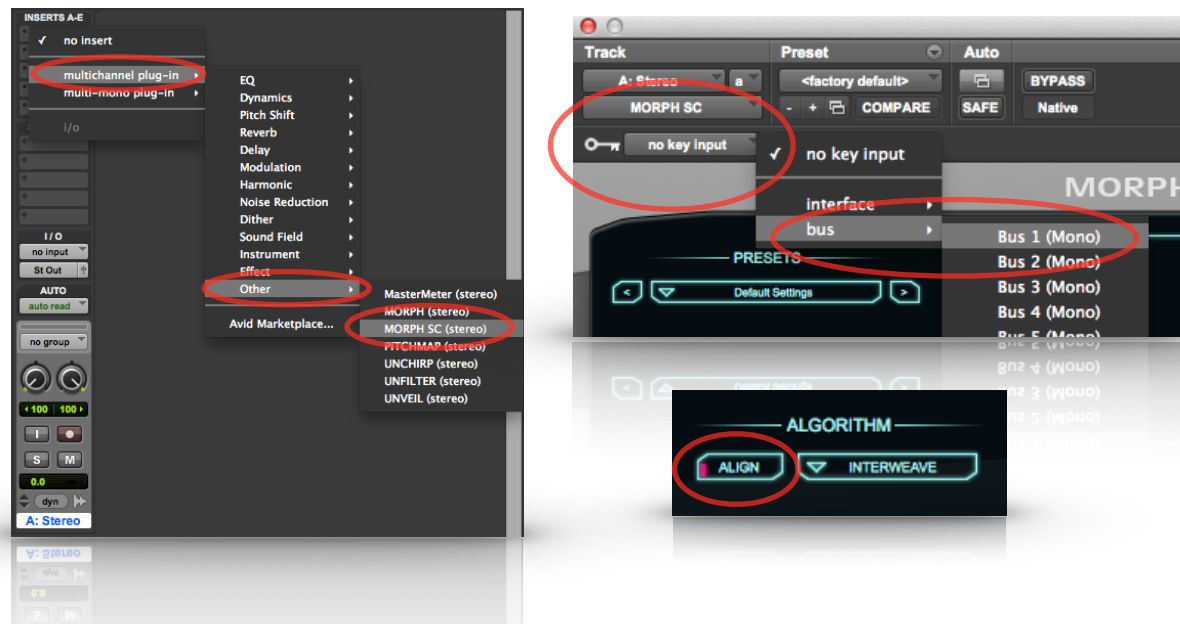 INSERTS A-E
✓ no insert
multichannel plug-in
multi-mono plug-in
i/o
EQ
Dynamics
Pitch Shift
Reverb
Delay
Modulation
Harmonic
Noise Reduction
Dither
Sound Field
Instrument
Effect
Other
Avid Marketplace...
MasterMeter (stereo)
MORPH (stereo)
MORPH SC (stereo)
PITCHMAP (stereo)
UNCHIRP (stereo)
UNFILTER (stereo)
UNVEIL (stereo)
I/O
no input
St Out
AUTO
auto read
no group
100 100
I
S M
0.0
dyn
A: Stereo
Track Preset Auto
A: Stereo a <factory default> BYPASS
MORPH SC - + COMPARE SAFE Native
no key input
✓ no key input
interface
bus
MORPH
Bus 1 (Mono)
Bus 2 (Mono)
Bus 3 (Mono)
Bus 4 (Mono)
Bus 5 (Mono)
PRESETS
< Default Settings >
ALGORITHM
ALIGN INTERWEAVE